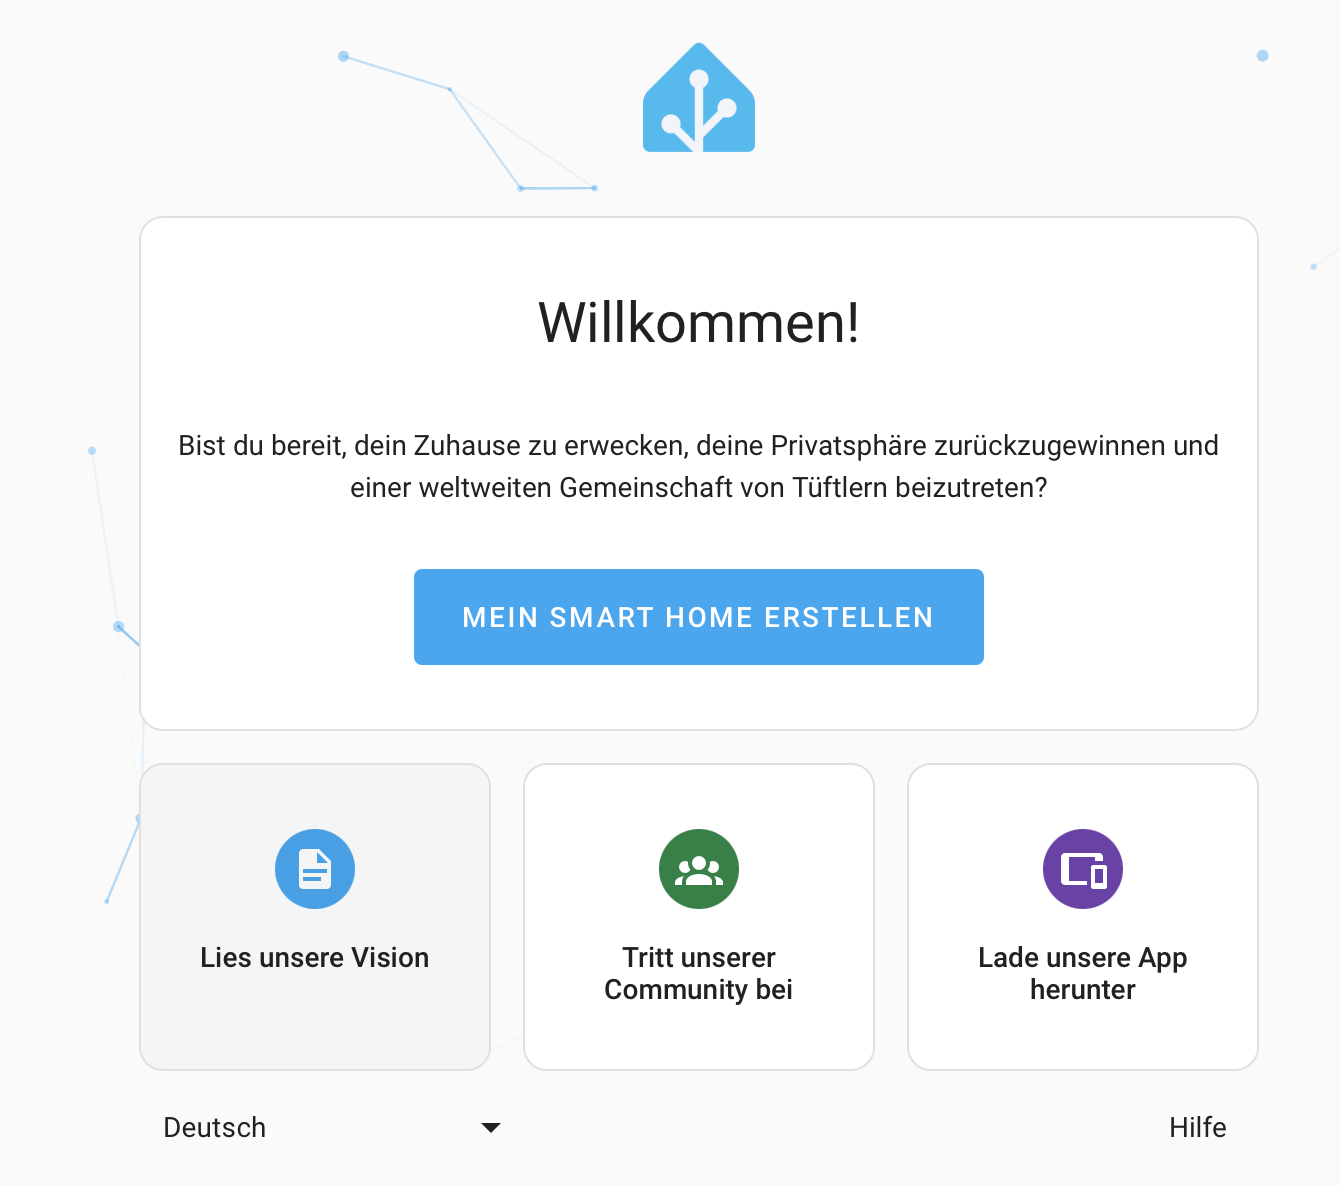 Willkommen!
Bist du bereit, dein Zuhause zu erwecken, deine Privatsphäre zurückzugewinnen und
einer weltweiten Gemeinschaft von Tüftlern beizutreten?
MEIN SMART HOME ERSTELLEN
Lies unsere Vision
Tritt unserer
Community bei
Lade unsere App
herunter
Deutsch
Hilfe